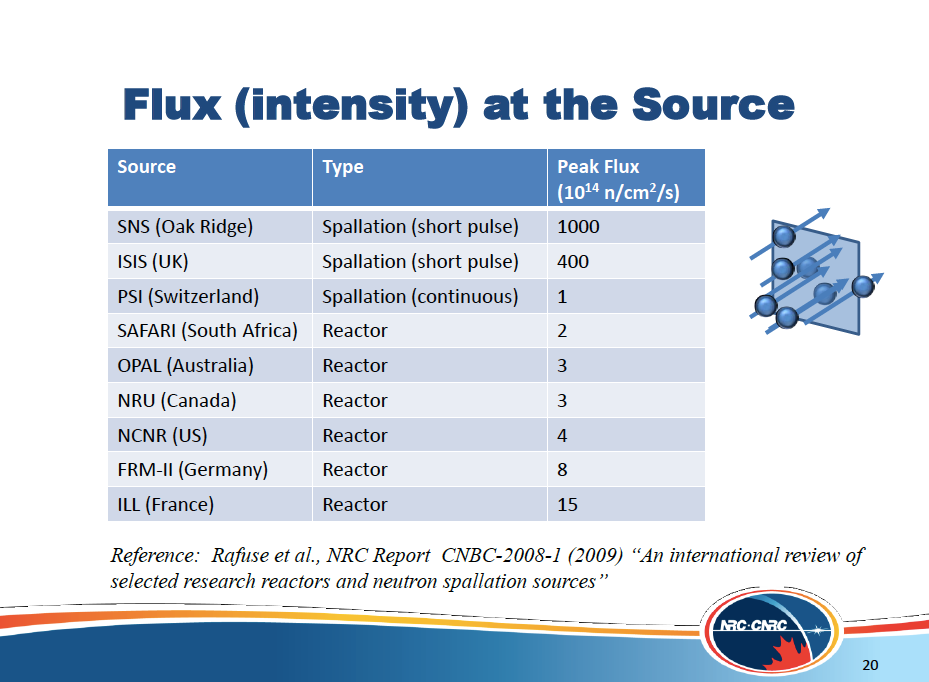 Flux (intensity) at the Source
Source Type Peak Flux
(10¹⁴ n/cm²/s)
SNS (Oak Ridge) Spallation (short pulse) 1000
ISIS (UK) Spallation (short pulse) 400
PSI (Switzerland) Spallation (continuous) 1
SAFARI (South Africa) Reactor 2
OPAL (Australia) Reactor 3
NRU (Canada) Reactor 3
NCNR (US) Reactor 4
FRM-II (Germany) Reactor 8
ILL (France) Reactor 15
Reference: Rafuse et al., NRC Report CNBC-2008-1 (2009) “An international review of
selected research reactors and neutron spallation sources”
NRC·CNRC
20